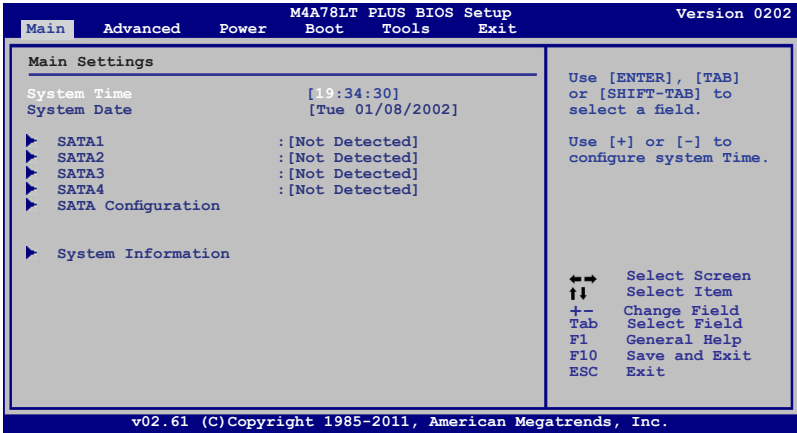 M4A78LT PLUS BIOS Setup Version 0202
Main Advanced Power Boot Tools Exit
Main Settings
System Time [19:34:30]
System Date [Tue 01/08/2002]
SATA1 :[Not Detected]
SATA2 :[Not Detected]
SATA3 :[Not Detected]
SATA4 :[Not Detected]
SATA Configuration
System Information
Use [ENTER], [TAB]
or [SHIFT-TAB] to
select a field.
Use [+] or [-] to
configure system Time.
←→ Select Screen
↑↓ Select Item
+- Change Field
Tab Select Field
F1 General Help
F10 Save and Exit
ESC Exit
v02.61 (C)Copyright 1985-2011, American Megatrends, Inc.